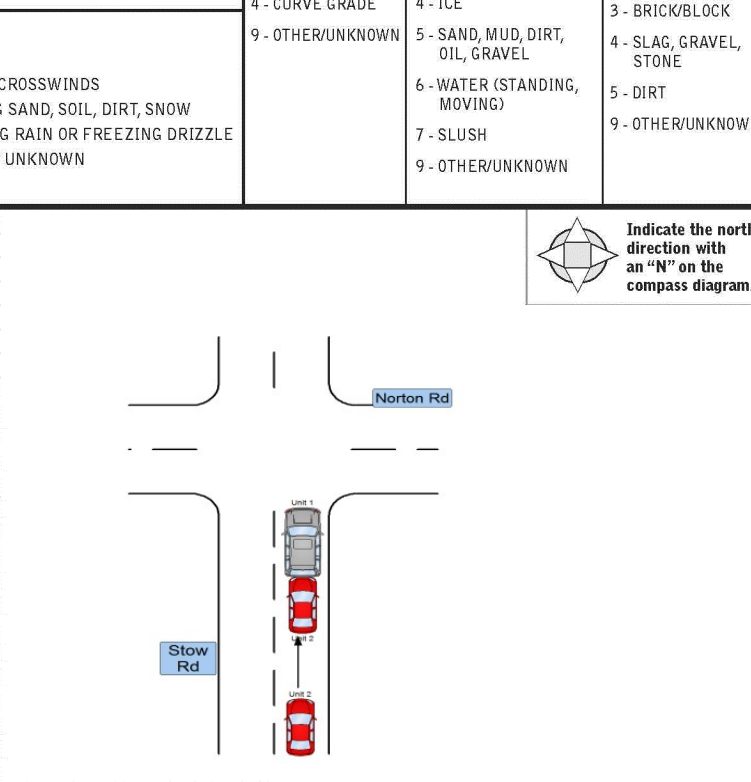 4 - CURVE GRADE
9 - OTHER/UNKNOWN
4 - ICE
5 - SAND, MUD, DIRT,
OIL, GRAVEL
6 - WATER (STANDING,
MOVING)
7 - SLUSH
9 - OTHER/UNKNOWN
3 - BRICK/BLOCK
4 - SLAG, GRAVEL,
STONE
5 - DIRT
9 - OTHER/UNKNOW
CROSSWINDS
G SAND, SOIL, DIRT, SNOW
G RAIN OR FREEZING DRIZZLE
UNKNOWN
Indicate the north
direction with
an “N” on the
compass diagram
Norton Rd
Unit 1
Unit 2
Stow
Rd
Unit 2